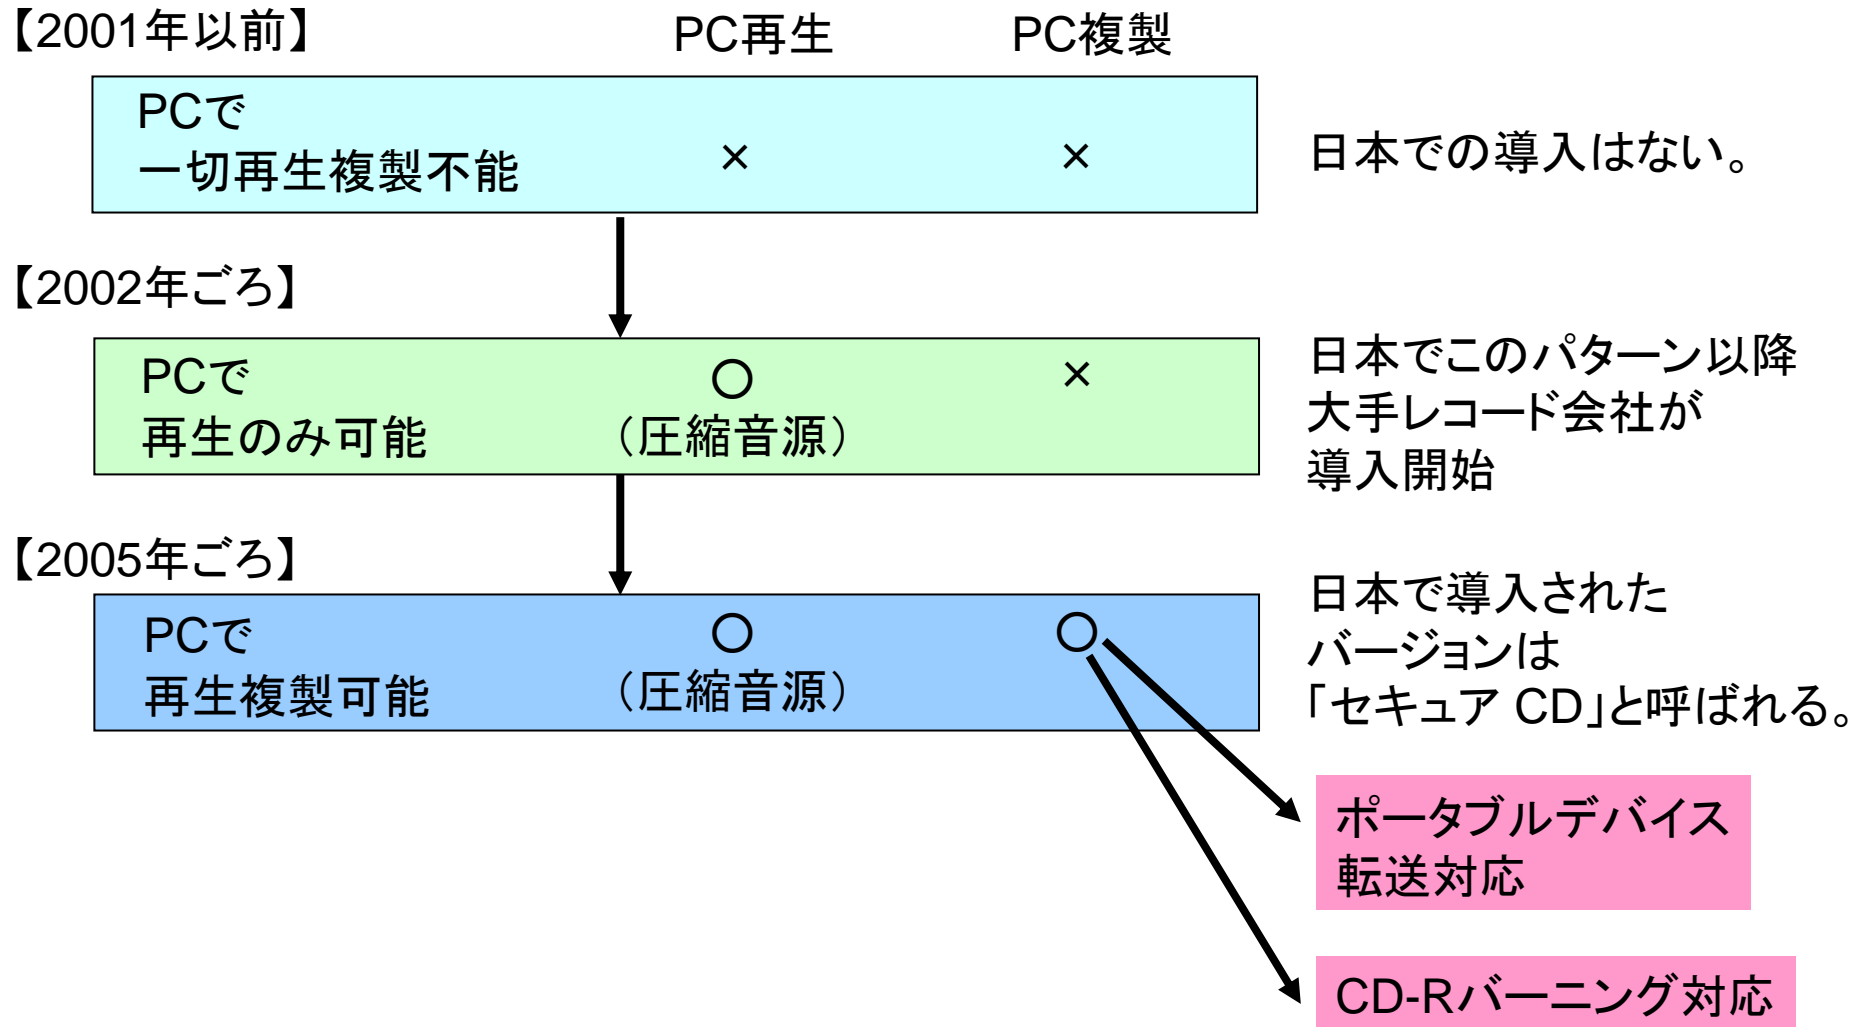 【2001年以前】 PC再生 PC複製
PCで
一切再生複製不能 × ×
日本での導入はない。
【2002年ごろ】
PCで ○ ×
再生のみ可能 （圧縮音源）
日本でこのパターン以降
大手レコード会社が
導入開始
【2005年ごろ】
PCで ○ ○
再生複製可能 （圧縮音源）
日本で導入された
バージョンは
「セキュア CD」と呼ばれる。
ポータブルデバイス
転送対応
CD-Rバーニング対応